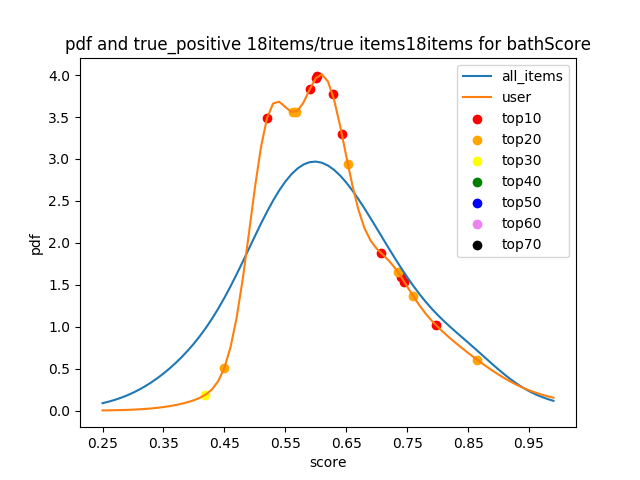 pdf and true_positive 18items/true items18items for bathScore
4.0
3.5
3.0
2.5
2.0
1.5
1.0
0.5
0.0
pdf
0.25 0.35 0.45 0.55 0.65 0.75 0.85 0.95
score
all_items
user
top10
top20
top30
top40
top50
top60
top70